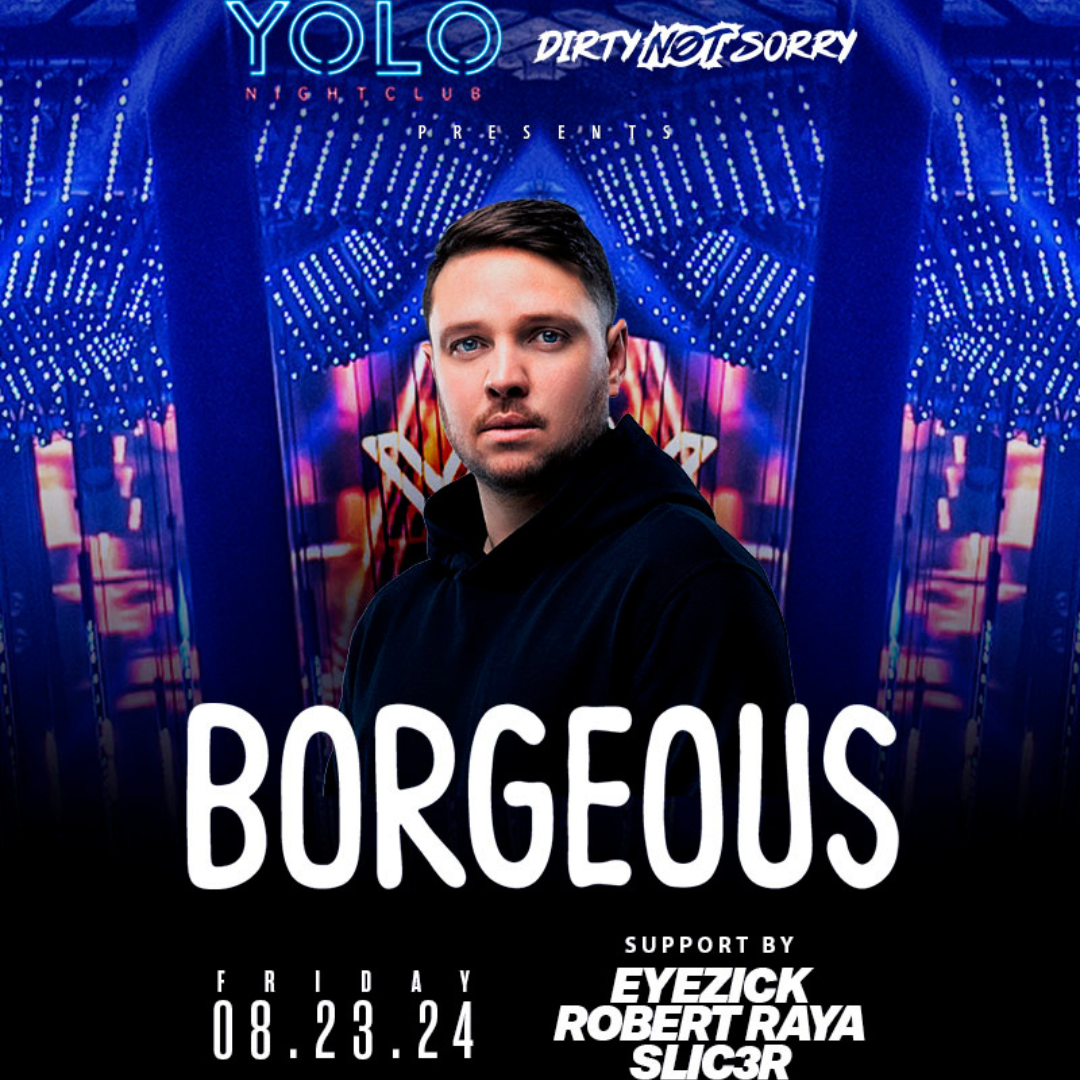 YOLO
NIGHTCLUB
DIRTY NOT SORRY
PRESENTS
BORGEOUS
FRIDAY
08.23.24
SUPPORT BY
EYEZICK
ROBERT RAYA
SLIC3R